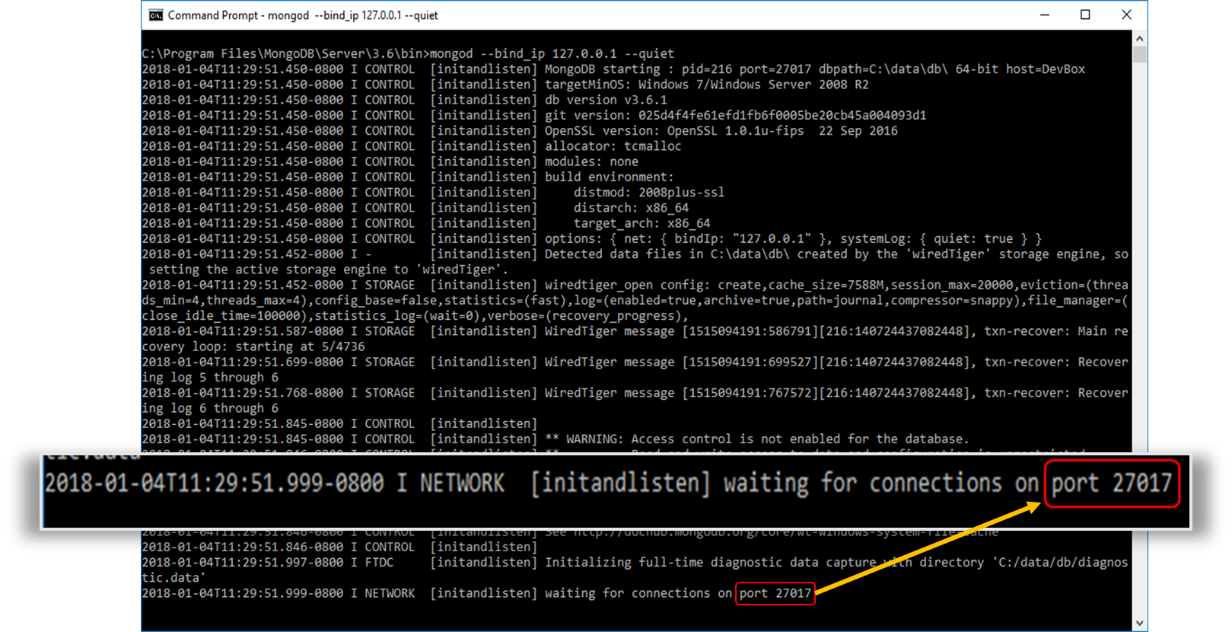 Command Prompt - mongod --bind_ip 127.0.0.1 --quiet
C:\Program Files\MongoDB\Server\3.6\bin>mongod --bind_ip 127.0.0.1 --quiet
2018-01-04T11:29:51.450-0800 I CONTROL  [initandlisten] MongoDB starting : pid=216 port=27017 dbpath=C:\data\db\ 64-bit host=DevBox
2018-01-04T11:29:51.450-0800 I CONTROL  [initandlisten] targetMinOS: Windows 7/Windows Server 2008 R2
2018-01-04T11:29:51.450-0800 I CONTROL  [initandlisten] db version v3.6.1
2018-01-04T11:29:51.450-0800 I CONTROL  [initandlisten] git version: 025d4f4fe61efd1fb6f0005be20cb45a004093d1
2018-01-04T11:29:51.450-0800 I CONTROL  [initandlisten] OpenSSL version: OpenSSL 1.0.1u-fips  22 Sep 2016
2018-01-04T11:29:51.450-0800 I CONTROL  [initandlisten] allocator: tcmalloc
2018-01-04T11:29:51.450-0800 I CONTROL  [initandlisten] modules: none
2018-01-04T11:29:51.450-0800 I CONTROL  [initandlisten] build environment:
2018-01-04T11:29:51.450-0800 I CONTROL  [initandlisten]     distmod: 2008plus-ssl
2018-01-04T11:29:51.450-0800 I CONTROL  [initandlisten]     distarch: x86_64
2018-01-04T11:29:51.450-0800 I CONTROL  [initandlisten]     target_arch: x86_64
2018-01-04T11:29:51.450-0800 I CONTROL  [initandlisten] options: { net: { bindIp: "127.0.0.1" }, systemLog: { quiet: true } }
2018-01-04T11:29:51.452-0800 I -        [initandlisten] Detected data files in C:\data\db\ created by the 'wiredTiger' storage engine, so
 setting the active storage engine to 'wiredTiger'.
2018-01-04T11:29:51.452-0800 I STORAGE  [initandlisten] wiredtiger_open config: create,cache_size=7588M,session_max=20000,eviction=(threa
ds_min=4,threads_max=4),config_base=false,statistics=(fast),log=(enabled=true,archive=true,path=journal,compressor=snappy),file_manager=(
close_idle_time=100000),statistics_log=(wait=0),verbose=(recovery_progress),
2018-01-04T11:29:51.587-0800 I STORAGE  [initandlisten] WiredTiger message [1515094191:586791][216:140724437082448], txn-recover: Main re
covery loop: starting at 5/4736
2018-01-04T11:29:51.699-0800 I STORAGE  [initandlisten] WiredTiger message [1515094191:699527][216:140724437082448], txn-recover: Recover
ing log 5 through 6
2018-01-04T11:29:51.768-0800 I STORAGE  [initandlisten] WiredTiger message [1515094191:767572][216:140724437082448], txn-recover: Recover
ing log 6 through 6
2018-01-04T11:29:51.845-0800 I CONTROL  [initandlisten]
2018-01-04T11:29:51.845-0800 I CONTROL  [initandlisten] ** WARNING: Access control is not enabled for the database.
2018-01-04T11:29:51.999-0800 I NETWORK  [initandlisten] waiting for connections on port 27017
2018-01-04T11:29:51.846-0800 I CONTROL  [initandlisten] See http://dochub.mongodb.org/core/wt-windows-system-file-cache
2018-01-04T11:29:51.846-0800 I CONTROL  [initandlisten]
2018-01-04T11:29:51.997-0800 I FTDC     [initandlisten] Initializing full-time diagnostic data capture with directory 'C:/data/db/diagnos
tic.data'
2018-01-04T11:29:51.999-0800 I NETWORK  [initandlisten] waiting for connections on port 27017